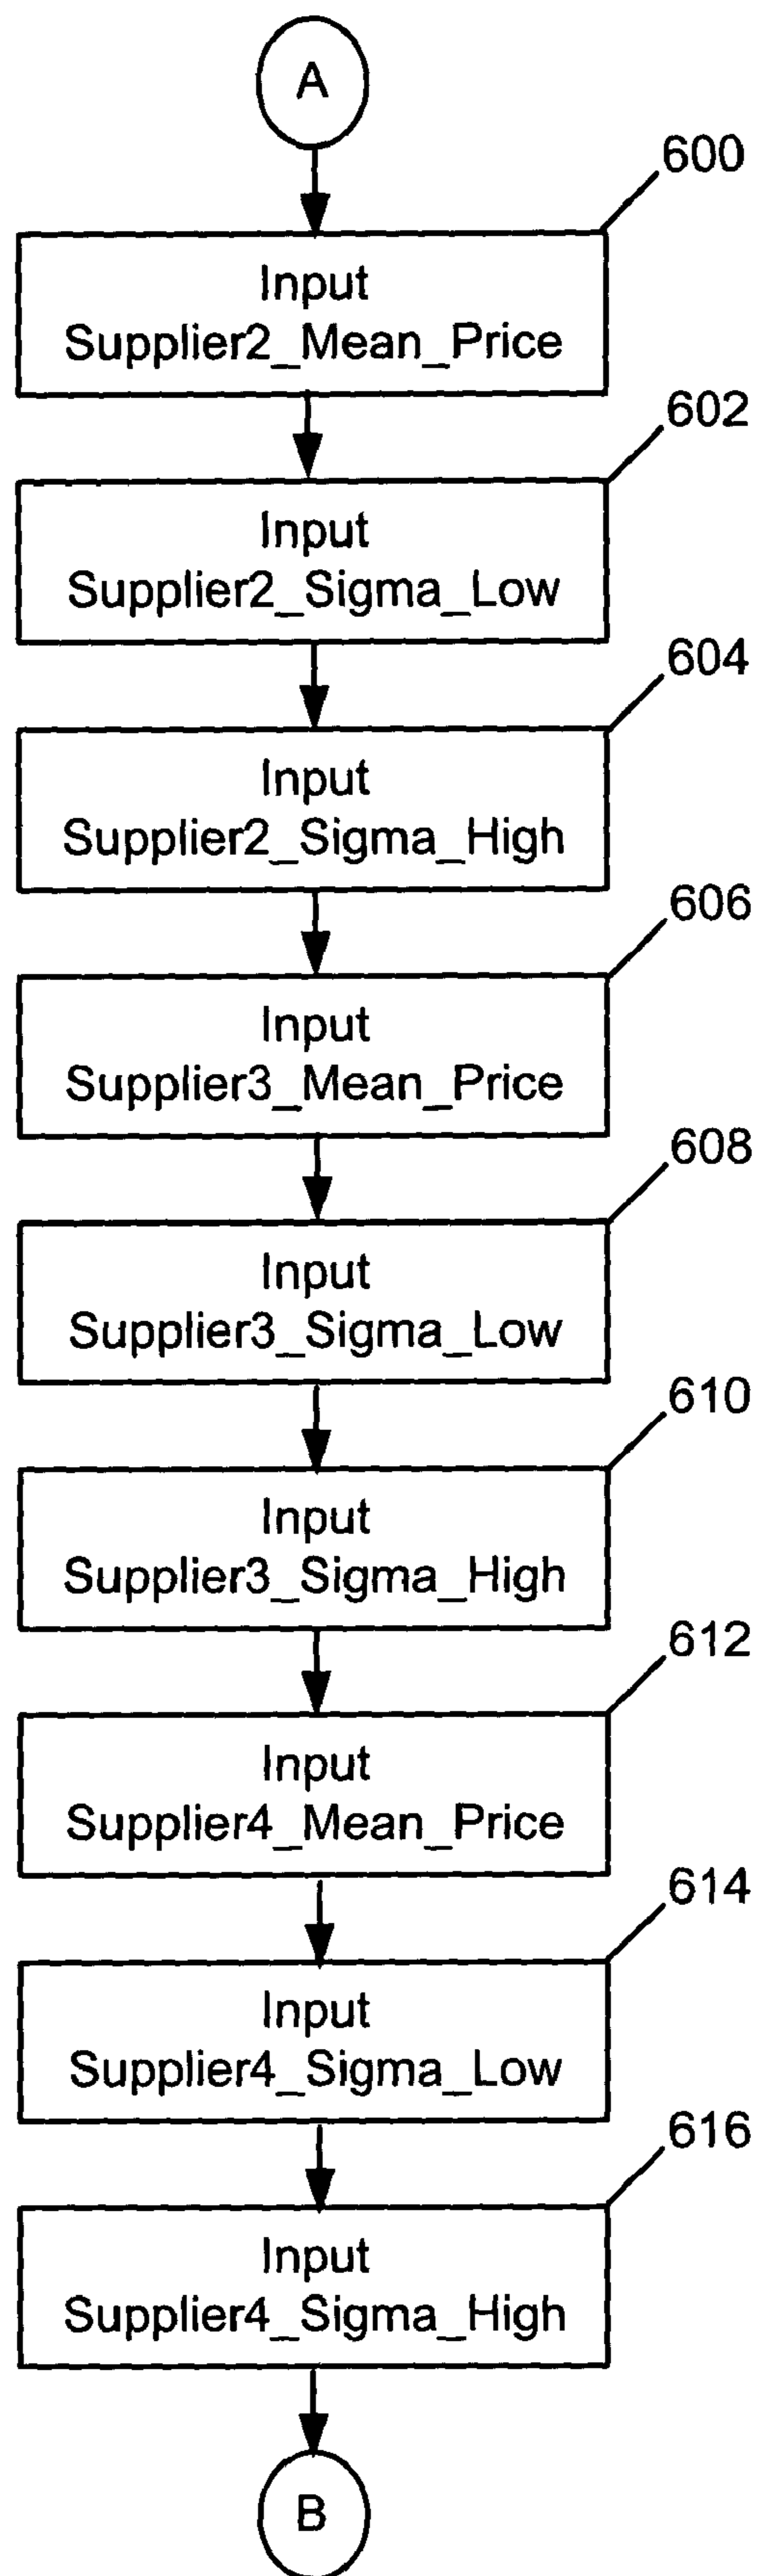 A
600
Input
Supplier2_Mean_Price
602
Input
Supplier2_Sigma_Low
604
Input
Supplier2_Sigma_High
606
Input
Supplier3_Mean_Price
608
Input
Supplier3_Sigma_Low
610
Input
Supplier3_Sigma_High
612
Input
Supplier4_Mean_Price
614
Input
Supplier4_Sigma_Low
616
Input
Supplier4_Sigma_High
B